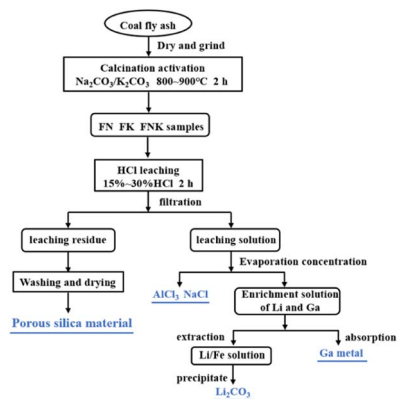 Coal fly ash
Dry and grind
Calcination activation
Na₂CO₃/K₂CO₃ 800~900℃ 2 h
FN FK FNK samples
HCl leaching
15%~30%HCl 2 h
filtration
leaching residue
leaching solution
Evaporation concentration
Washing and drying
AlCl₃ NaCl
Enrichment solution
of Li and Ga
Porous silica material
extraction
absorption
Li/Fe solution
Ga metal
precipitate
Li₂CO₃